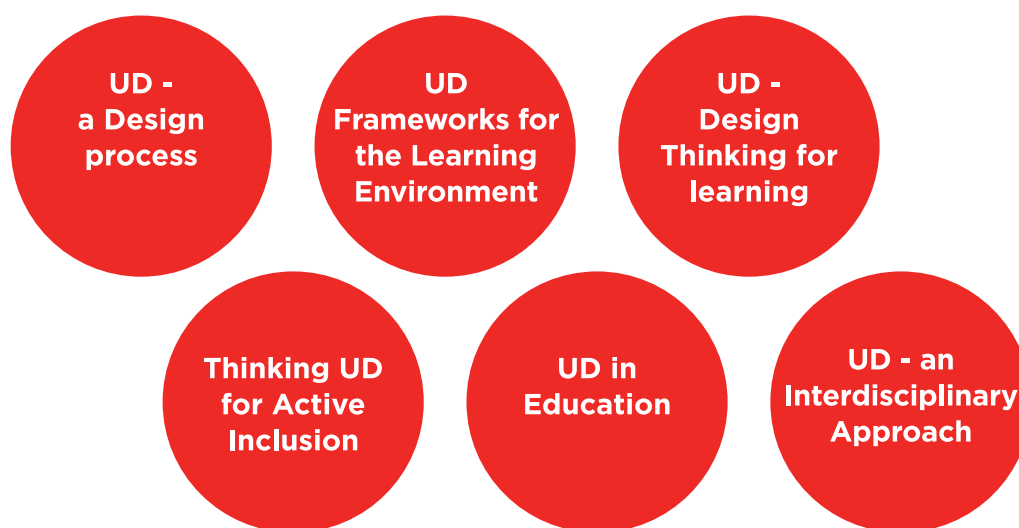 UD -
a Design
process
UD
Frameworks for
the Learning
Environment
UD -
Design
Thinking for
learning
Thinking UD
for Active
Inclusion
UD in
Education
UD - an
Interdisciplinary
Approach